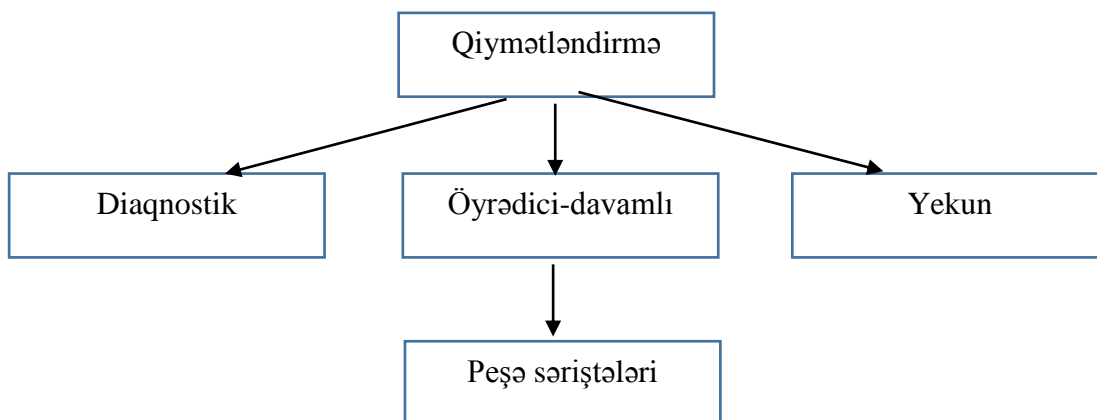 Qiymətləndirmə
Diaqnostik
Öyrədici-davamlı
Yekun
Peşə səriştələri